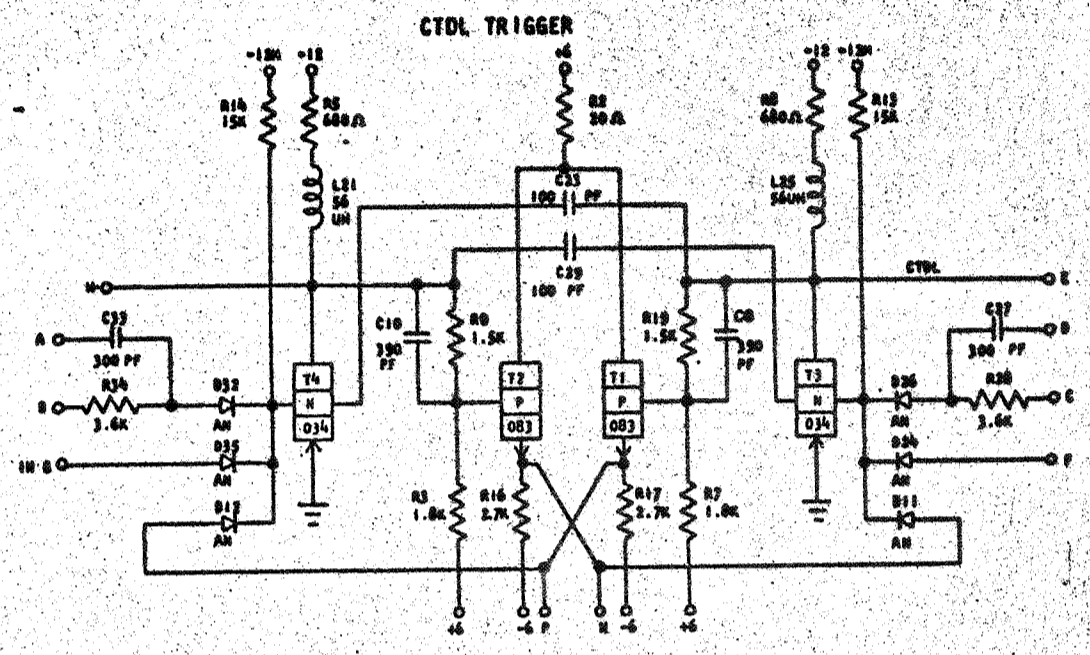 CTDL TRIGGER
-12M
-12
+6
-12
-12M
R14
15K
R5
680Ω
R2
20Ω
R8
680Ω
R13
15K
L21
56
UH
C23
100 PF
L25
56UH
C29
100 PF
CTDL
E
A
C33
300 PF
C10
390
PF
R9
1.5K
R19
1.5K
C8
390
PF
C37
300 PF
D
B
R34
3.6K
D32
AN
T4
N
034
T2
P
083
T1
P
083
T3
N
034
D26
AN
3.6K
IN G
D35
AN
D34
AN
F
D12
AN
R3
1.8K
R16
2.7K
R17
2.7K
R7
1.8K
D11
AN
+6
-6
P
-6
+6